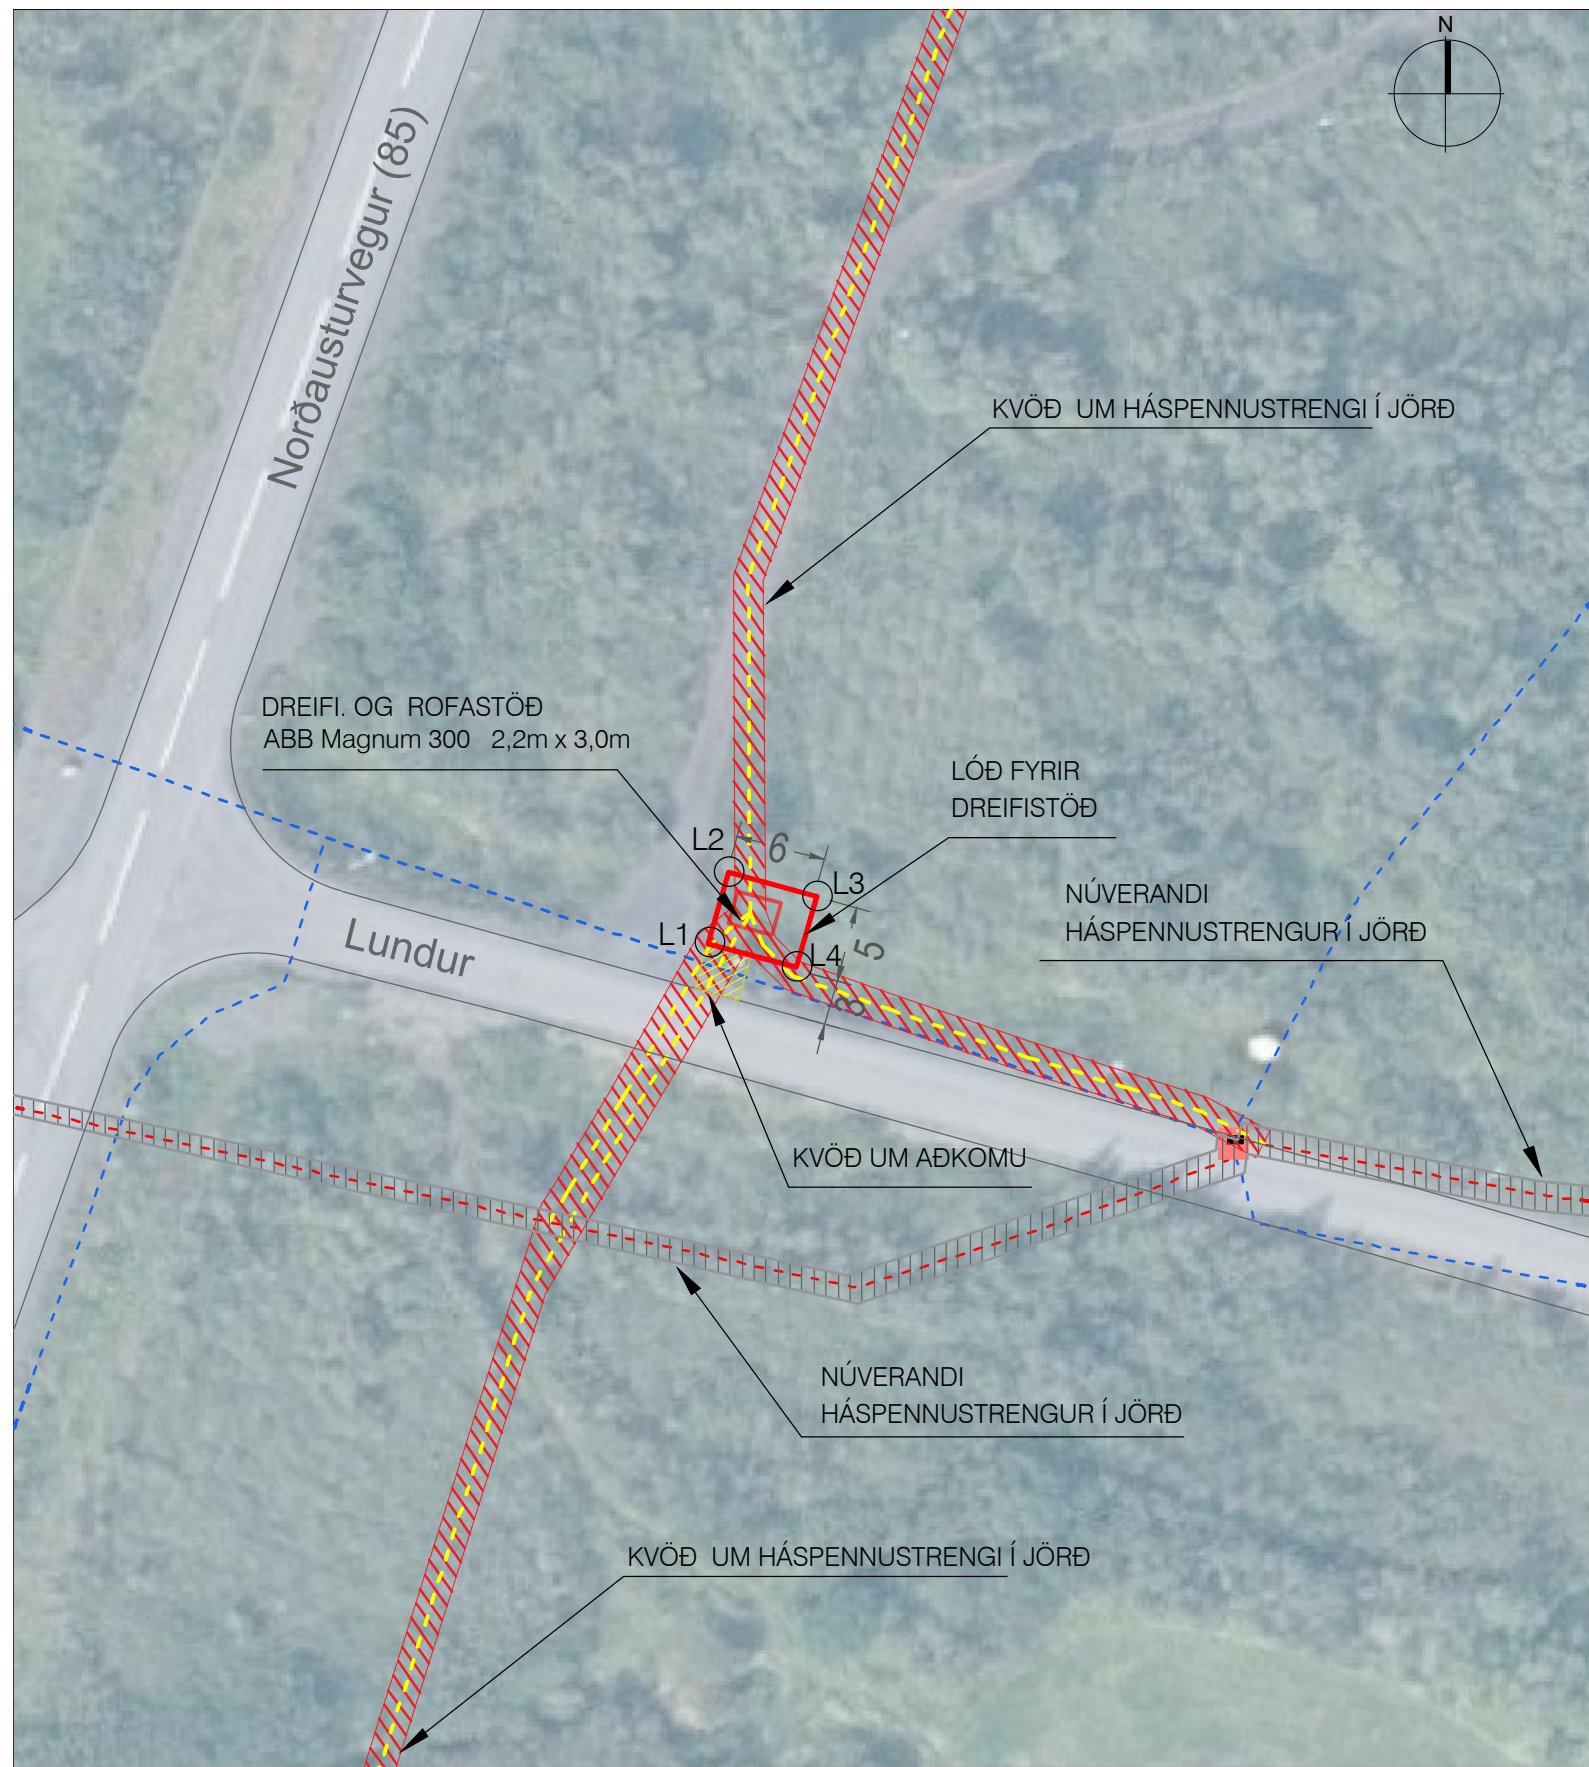 N
Norðausturvegur (85)
KVÖÐ UM HÁSPENNUSTRENGI Í JÖRÐ
DREIFI. OG ROFASTÖÐ
ABB Magnum 300 2,2m x 3,0m
LÓÐ FYRIR
DREIFISTÖÐ
L2
6
L3
NÚVERANDI
HÁSPENNUSTRENGUR Í JÖRÐ
L1
5
L4
Lundur
3
KVÖÐ UM AÐKOMU
NÚVERANDI
HÁSPENNUSTRENGUR Í JÖRÐ
KVÖÐ UM HÁSPENNUSTRENGI Í JÖRÐ